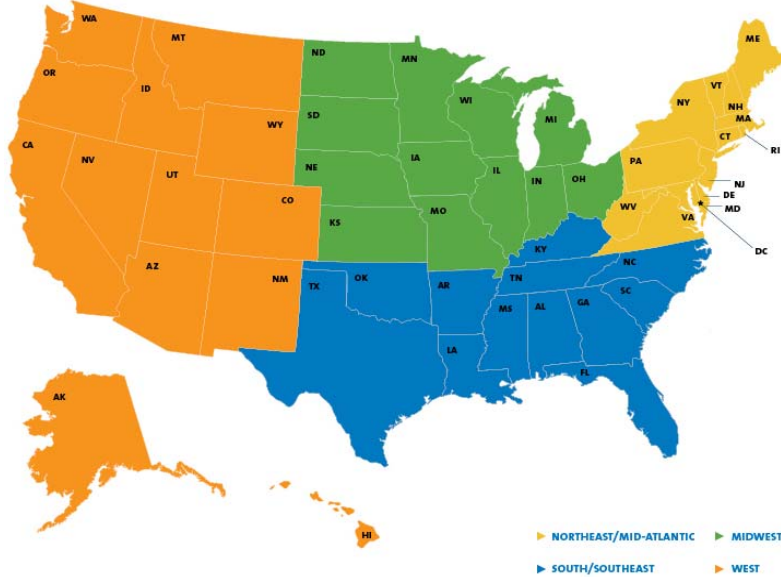 WA
MT
ND
MN
ME
OR
ID
WI
VT
NY
NH
MA
WY
SD
MI
CT
RI
CA
NV
UT
NE
IA
PA
CO
IL
IN
OH
NJ
DE
MD
KS
MO
WV
VA
DC
KY
AZ
NM
TX
OK
AR
TN
NC
SC
MS
AL
GA
LA
FL
AK
HI
NORTHEAST/MID-ATLANTIC
MIDWEST
SOUTH/SOUTHEAST
WEST